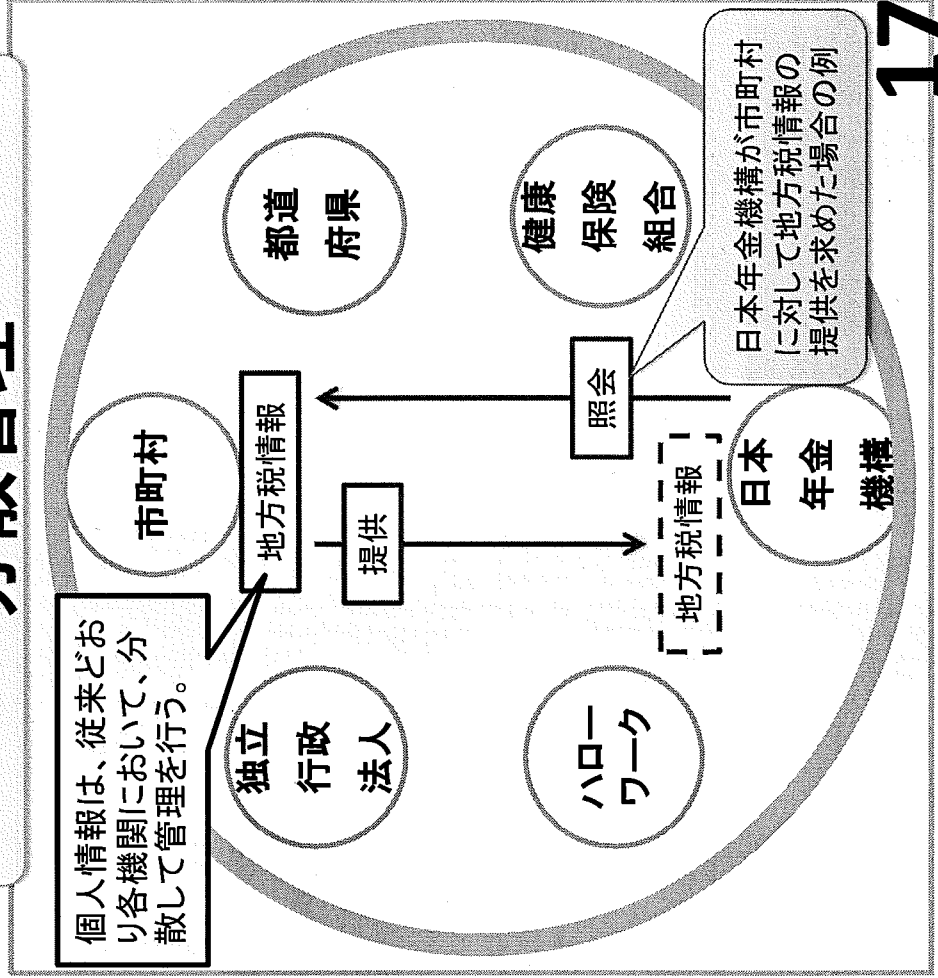 個人情報は、従来どお
り各機関において、分
散して管理を行う。
市町村
地方税情報
提供
照会
地方税情報
独立
行政
法人
都道
府県
ハロー
ワーク
健康
保険
組合
日本
年金
機構
日本年金機構が市町村
に対して地方税情報の
提供を求めた場合の例
17